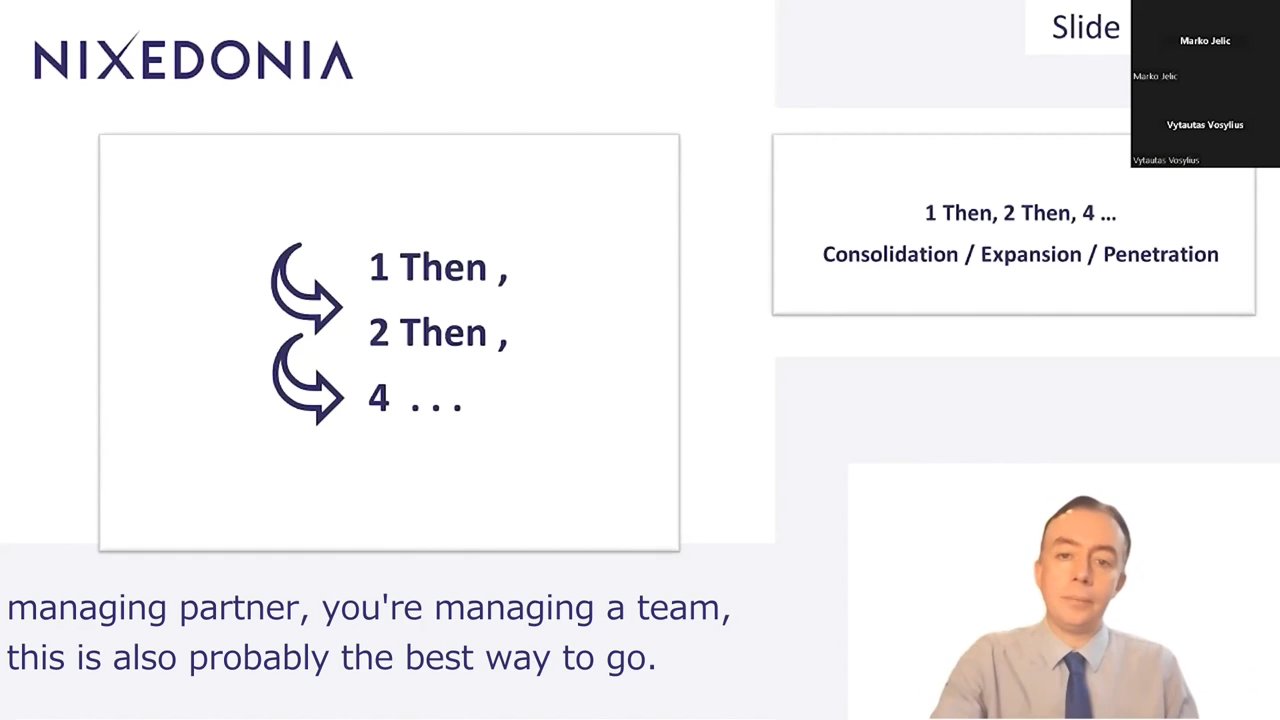 NIXEDONIA
Slide
Marko Jelic
Marko Jelic
Vytautas Vosylius
Vytautas Vosylius
1 Then ,
2 Then ,
4 . . .
1 Then, 2 Then, 4 ...
Consolidation / Expansion / Penetration
managing partner, you're managing a team,
this is also probably the best way to go.